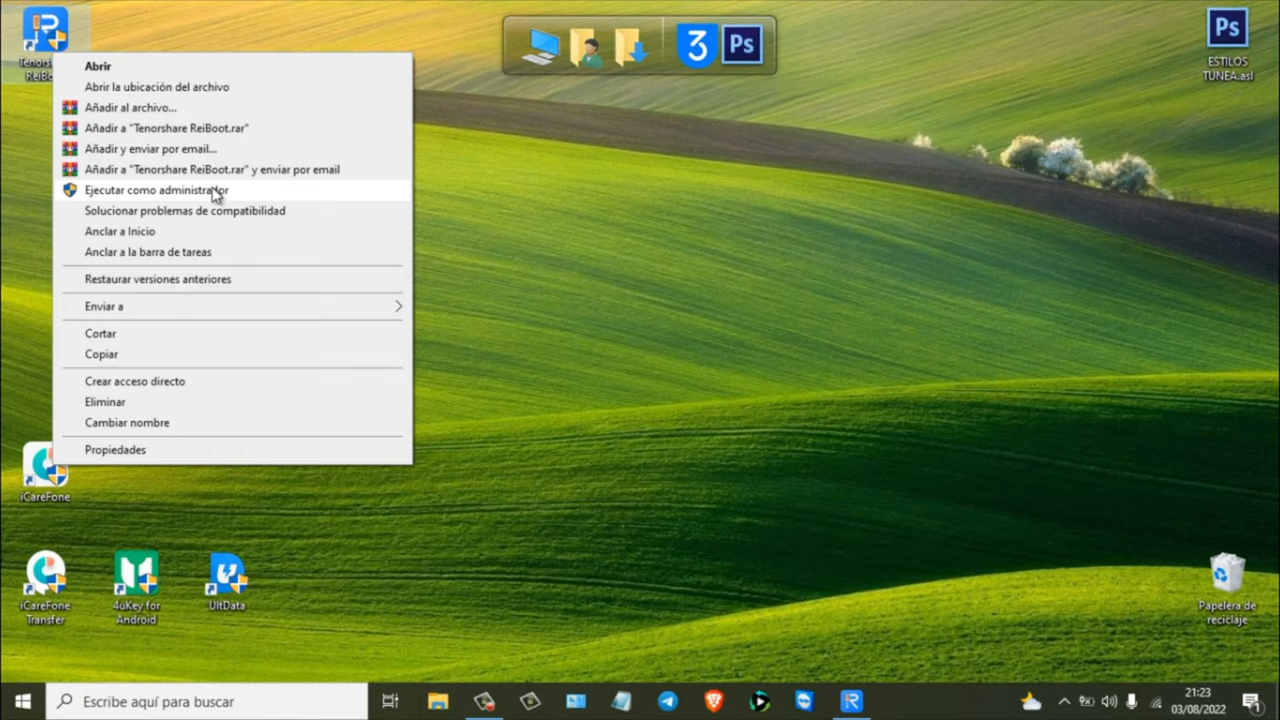 Abrir
Abrir la ubicación del archivo
Añadir al archivo...
Añadir a "Tenorshare ReiBoot.rar"
Añadir y enviar por email...
Añadir a "Tenorshare ReiBoot.rar" y enviar por email
Ejecutar como administrador
Solucionar problemas de compatibilidad
Anclar a Inicio
Anclar a la barra de tareas
Restaurar versiones anteriores
Enviar a
Cortar
Copiar
Crear acceso directo
Eliminar
Cambiar nombre
Propiedades
3
Ps
Ps
ESTILOS
TUNEA.asl
iCareFone
iCareFone
Transfer
4uKey for
Android
UltData
Papelera de
reciclaje
Escribe aquí para buscar
21:23
03/08/2022
1